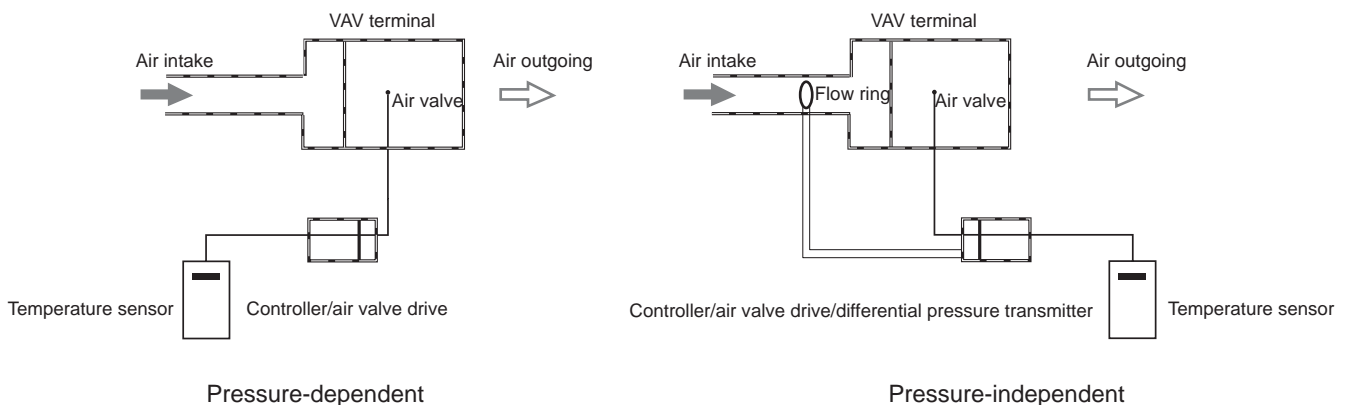 VAV terminal
Air intake
Air outgoing
Air valve
Temperature sensor
Controller/air valve drive
Pressure-dependent
VAV terminal
Air intake
Air outgoing
Flow ring
Air valve
Controller/air valve drive/differential pressure transmitter
Temperature sensor
Pressure-independent